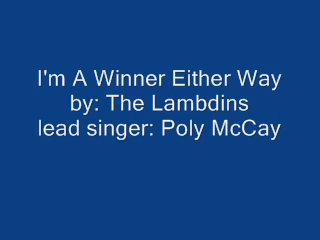 I'm A Winner Either Way
by: The Lambdins
lead singer: Poly McCay